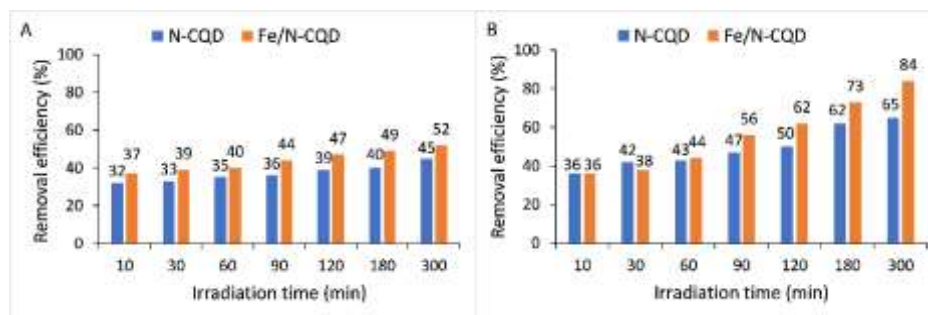 A
N-CQD Fe/N-CQD
Removal efficiency (%)
100
80
60
40
20
0
32 37 33 39 35 40 36 44 39 47 40 49 45 52
10 30 60 90 120 180 300
Irradiation time (min)
B
N-CQD Fe/N-CQD
Removal efficiency (%)
100
80
60
40
20
0
36 36 42 38 43 44 47 56 50 62 62 73 65 84
10 30 60 90 120 180 300
Irradiation time (min)